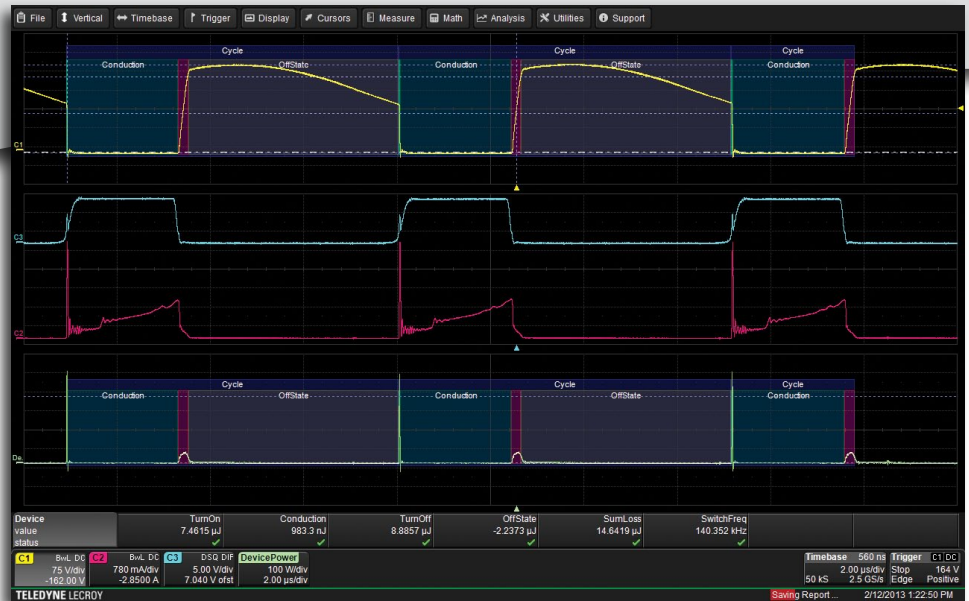 File Vertical Timebase Trigger Display Cursors Measure Math Analysis Utilities Support
Cycle Cycle Cycle
Conduction OffState Conduction OffState Conduction
C1
C3
C2
Cycle Cycle Cycle
Conduction OffState Conduction OffState Conduction
De
Device TurnOn Conduction TurnOff OffState SumLoss SwitchFreq
value 7.4615 µJ 983.3 nJ 8.8857 µJ -2.2373 µJ 14.6419 µJ 140.352 kHz
status
C1 BwL DC C2 BwL DC C3 DSQ DIF DevicePower Timebase 560 ns Trigger C1 DC
75 V/div 780 mA/div 5.00 V/div 100 W/div 2.00 µs/div Stop 164 V
-162.00 V -2.8500 A 7.040 V ofst 2.00 µs/div 50 kS 2.5 GS/s Edge Positive
TELEDYNE LECROY Saving Report... 2/12/2013 1:22:50 PM